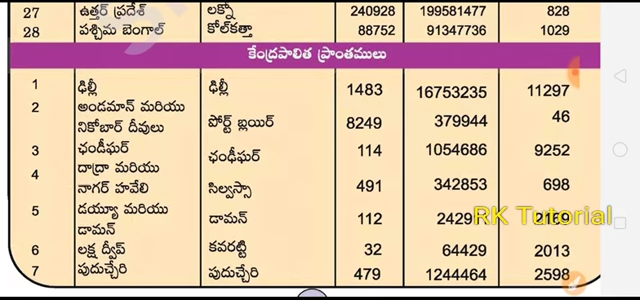 27 ఉత్తర్ ప్రదేశ్ లక్నో 240928 199581477 828
28 పశ్చిమ బెంగాల్ కోల్‌కత్తా 88752 91347736 1029
కేంద్రపాలిత ప్రాంతములు
1 ఢిల్లీ ఢిల్లీ 1483 16753235 11297
2 అండమాన్ మరియు
నికోబార్ దీవులు పోర్ట్ బ్లయిర్ 8249 379944 46
3 ఛండీఘర్ ఛంఢీఘర్ 114 1054686 9252
4 దాద్రా మరియు
నాగర్ హవేలి సిల్వస్సా 491 342853 698
5 డయ్యూ మరియు
డామన్ డామన్ 112 2429 2169
RK Tutorial
6 లక్ష ద్వీప్ కవరట్టి 32 64429 2013
7 పుదుచ్చేరి పుదుచ్చేరి 479 1244464 2598